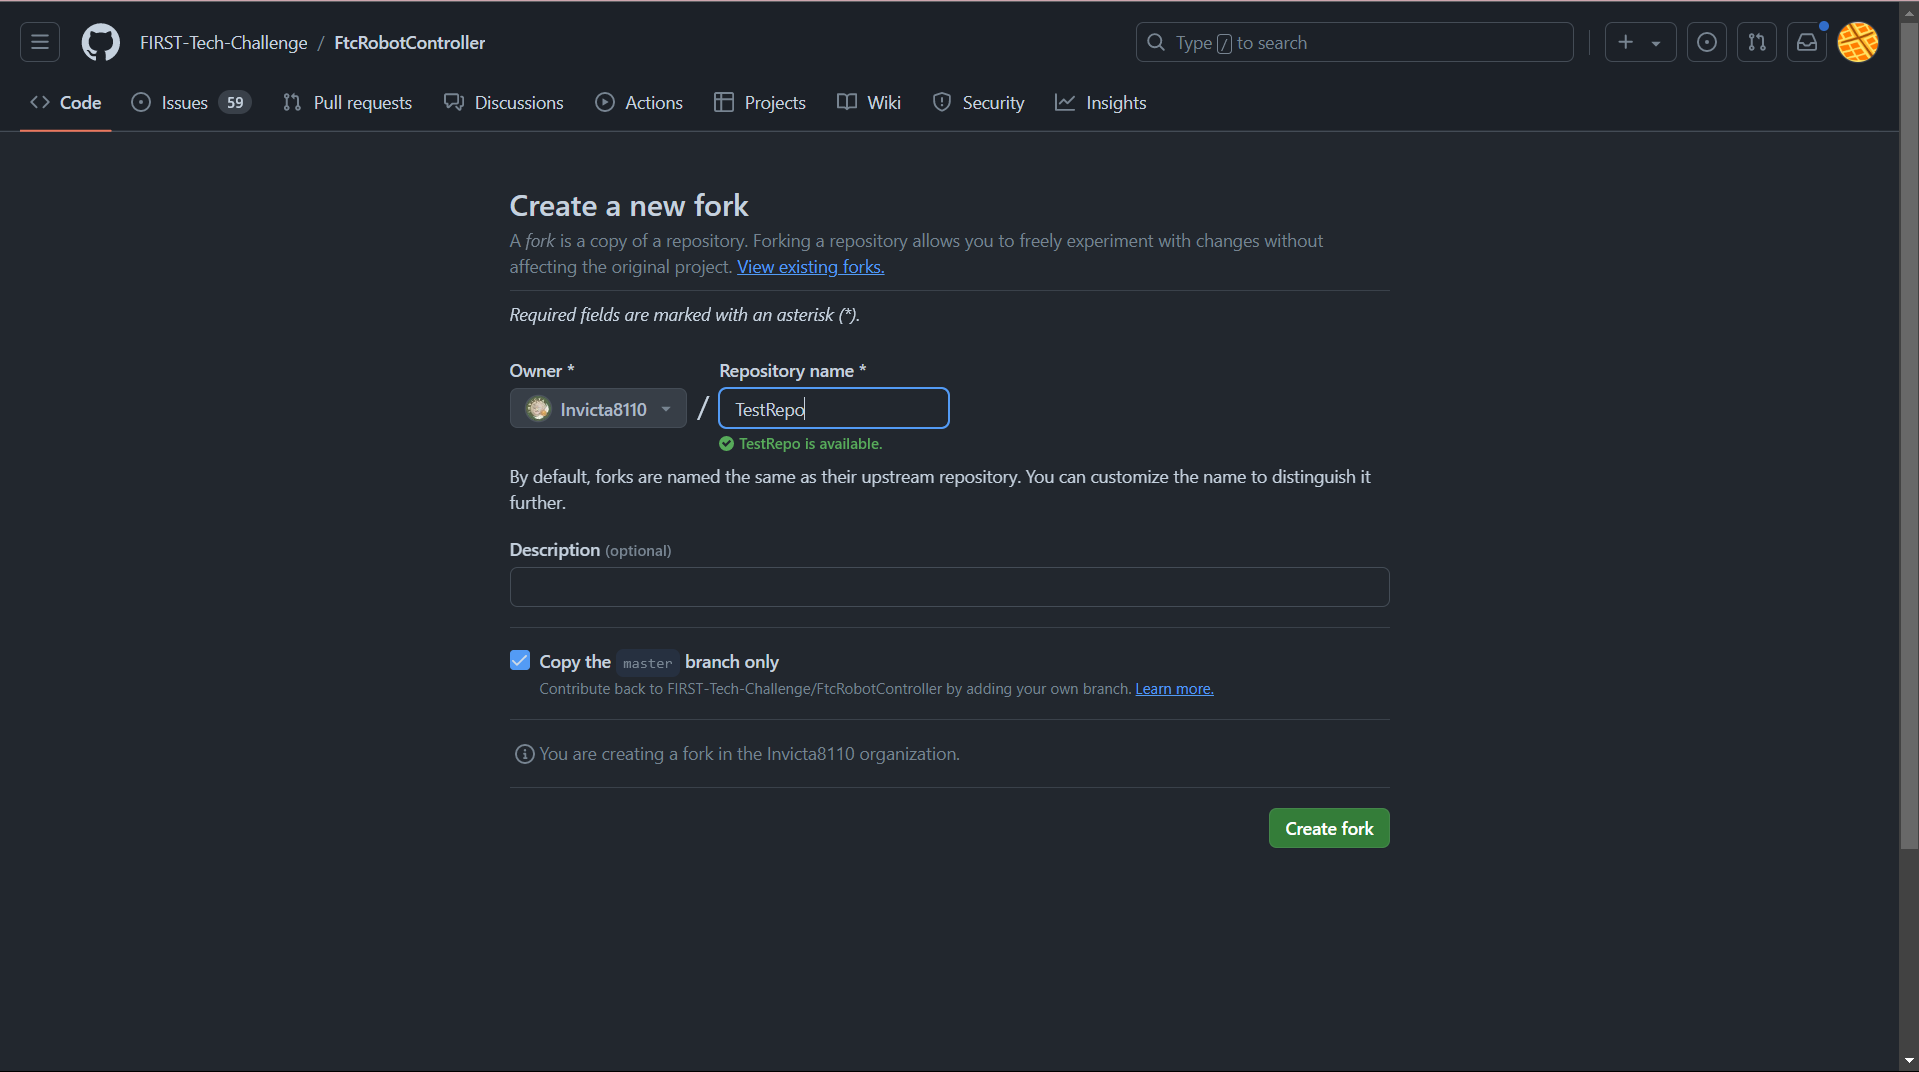 FIRST-Tech-Challenge / FtcRobotController
Type / to search
Code Issues 59 Pull requests Discussions Actions Projects Wiki Security Insights
Create a new fork
A fork is a copy of a repository. Forking a repository allows you to freely experiment with changes without
affecting the original project. View existing forks.
Required fields are marked with an asterisk (*).
Owner * Repository name *
Invicta8110 / TestRepo
TestRepo is available.
By default, forks are named the same as their upstream repository. You can customize the name to distinguish it
further.
Description (optional)
Copy the master branch only
Contribute back to FIRST-Tech-Challenge/FtcRobotController by adding your own branch. Learn more.
You are creating a fork in the Invicta8110 organization.
Create fork